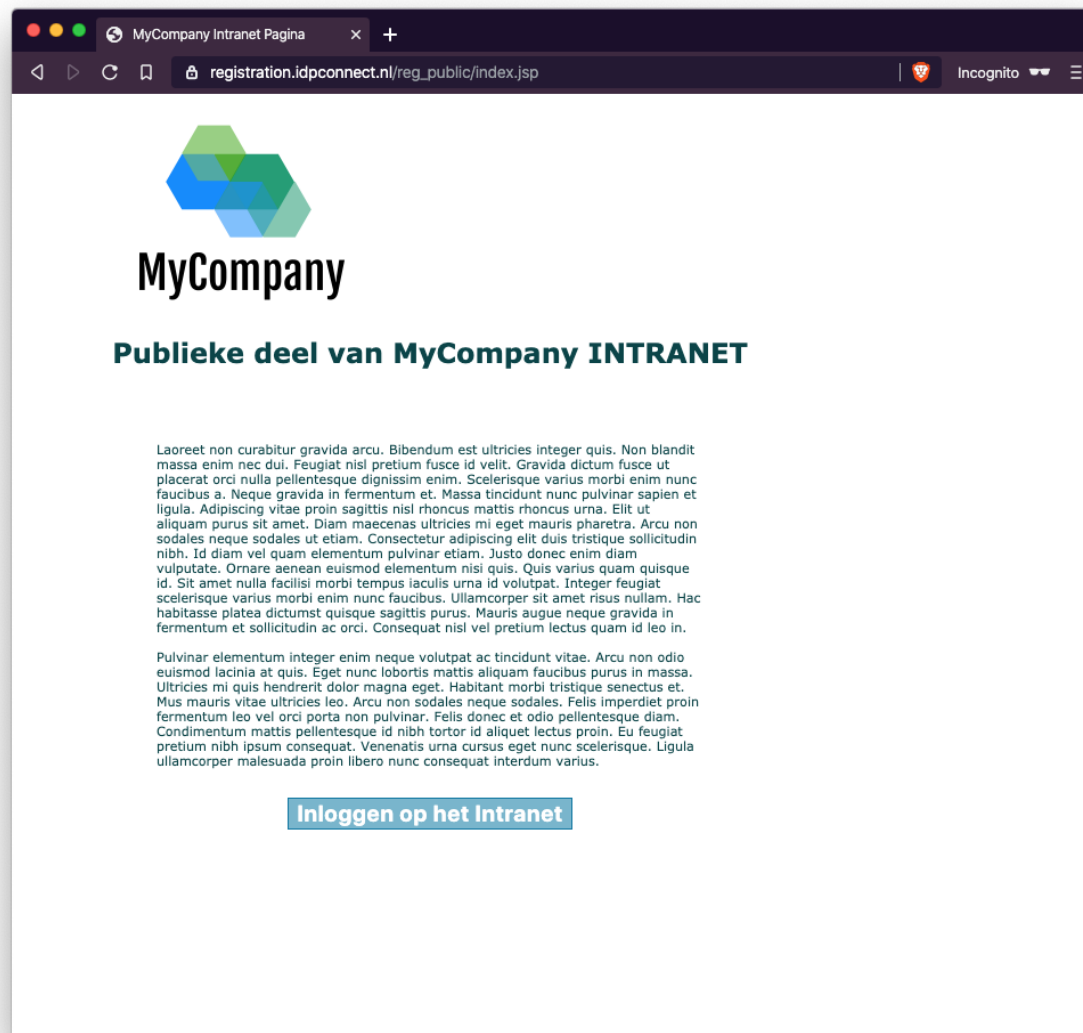 MyCompany Intranet Pagina
registration.idpconnect.nl/reg_public/index.jsp
Incognito
MyCompany
Publieke deel van MyCompany INTRANET
Laoreet non curabitur gravida arcu. Bibendum est ultricies integer quis. Non blandit
massa enim nec dui. Feugiat nisl pretium fusce id velit. Gravida dictum fusce ut
placerat orci nulla pellentesque dignissim enim. Scelerisque varius morbi enim nunc
faucibus a. Neque gravida in fermentum et. Massa tincidunt nunc pulvinar sapien et
ligula. Adipiscing vitae proin sagittis nisl rhoncus mattis rhoncus urna. Elit ut
aliquam purus sit amet. Diam maecenas ultricies mi eget mauris pharetra. Arcu non
sodales neque sodales ut etiam. Consectetur adipiscing elit duis tristique sollicitudin
nibh. Id diam vel quam elementum pulvinar etiam. Justo donec enim diam
vulputate. Ornare aenean euismod elementum nisi quis. Quis varius quam quisque
id. Sit amet nulla facilisi morbi tempus iaculis urna id volutpat. Integer feugiat
scelerisque varius morbi enim nunc faucibus. Ullamcorper sit amet risus nullam. Hac
habitasse platea dictumst quisque sagittis purus. Mauris augue neque gravida in
fermentum et sollicitudin ac orci. Consequat nisl vel pretium lectus quam id leo in.
Pulvinar elementum integer enim neque volutpat ac tincidunt vitae. Arcu non odio
euismod lacinia at quis. Eget nunc lobortis mattis aliquam faucibus purus in massa.
Ultricies mi quis hendrerit dolor magna eget. Habitant morbi tristique senectus et.
Mus mauris vitae ultricies leo. Arcu non sodales neque sodales. Felis imperdiet proin
fermentum leo vel orci porta non pulvinar. Felis donec et odio pellentesque diam.
Condimentum mattis pellentesque id nibh tortor id aliquet lectus proin. Eu feugiat
pretium nibh ipsum consequat. Venenatis urna cursus eget nunc scelerisque. Ligula
ullamcorper malesuada proin libero nunc consequat interdum varius.
Inloggen op het Intranet